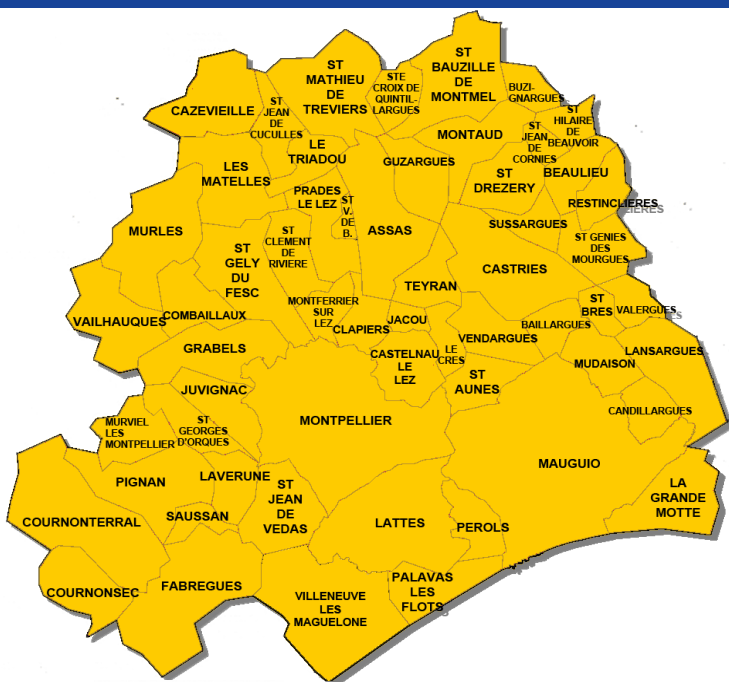 ST
MATHIEU
DE
TREVIERS
STE
CROIX DE
QUINTIL-
LARGUES
ST
BAUZILLE
DE
MONTMEL
BUZI-
GNARGUES
ST
HILAIRE
DE
BEAUVOIR
CAZEVIEILLE
ST
JEAN
DE
CUCULLES
MONTAUD
ST
JEAN
DE
CORNIES
LE
TRIADOU
GUZARGUES
LES
MATELLES
ST
DREZERY
BEAULIEU
PRADES
LE LEZ
ST
V.
DE
B.
RESTINCLIERES
LIERES
MURLES
ST
CLEMENT
DE
RIVIERE
ASSAS
SUSSARGUES
ST GENIES
DES
MOURGUES
ST
GELY
DU
FESC
CASTRIES
TEYRAN
MONTFERRIER
SUR
LEZ
ST
BRES
VALERGUES
ES
VAILHAUQUES
COMBAILLAUX
CLAPIERS
JACOU
BAILLARGUES
VENDARGUES
GRABELS
CASTELNAU
LE
LEZ
LE
CRES
LANSARGUES
MUDAISON
ST
AUNES
JUVIGNAC
CANDILLARGUES
MURVIEL
LES
MONTPELLIER
ST
GEORGES
D'ORQUES
MONTPELLIER
MAUGUIO
PIGNAN
LAVERUNE
ST
JEAN
DE
VEDAS
LA
GRANDE
MOTTE
COURNONTERRAL
SAUSSAN
LATTES
PEROLS
COURNONSEC
FABREGUES
VILLENEUVE
LES
MAGUELONE
PALAVAS
LES
FLOTS
S